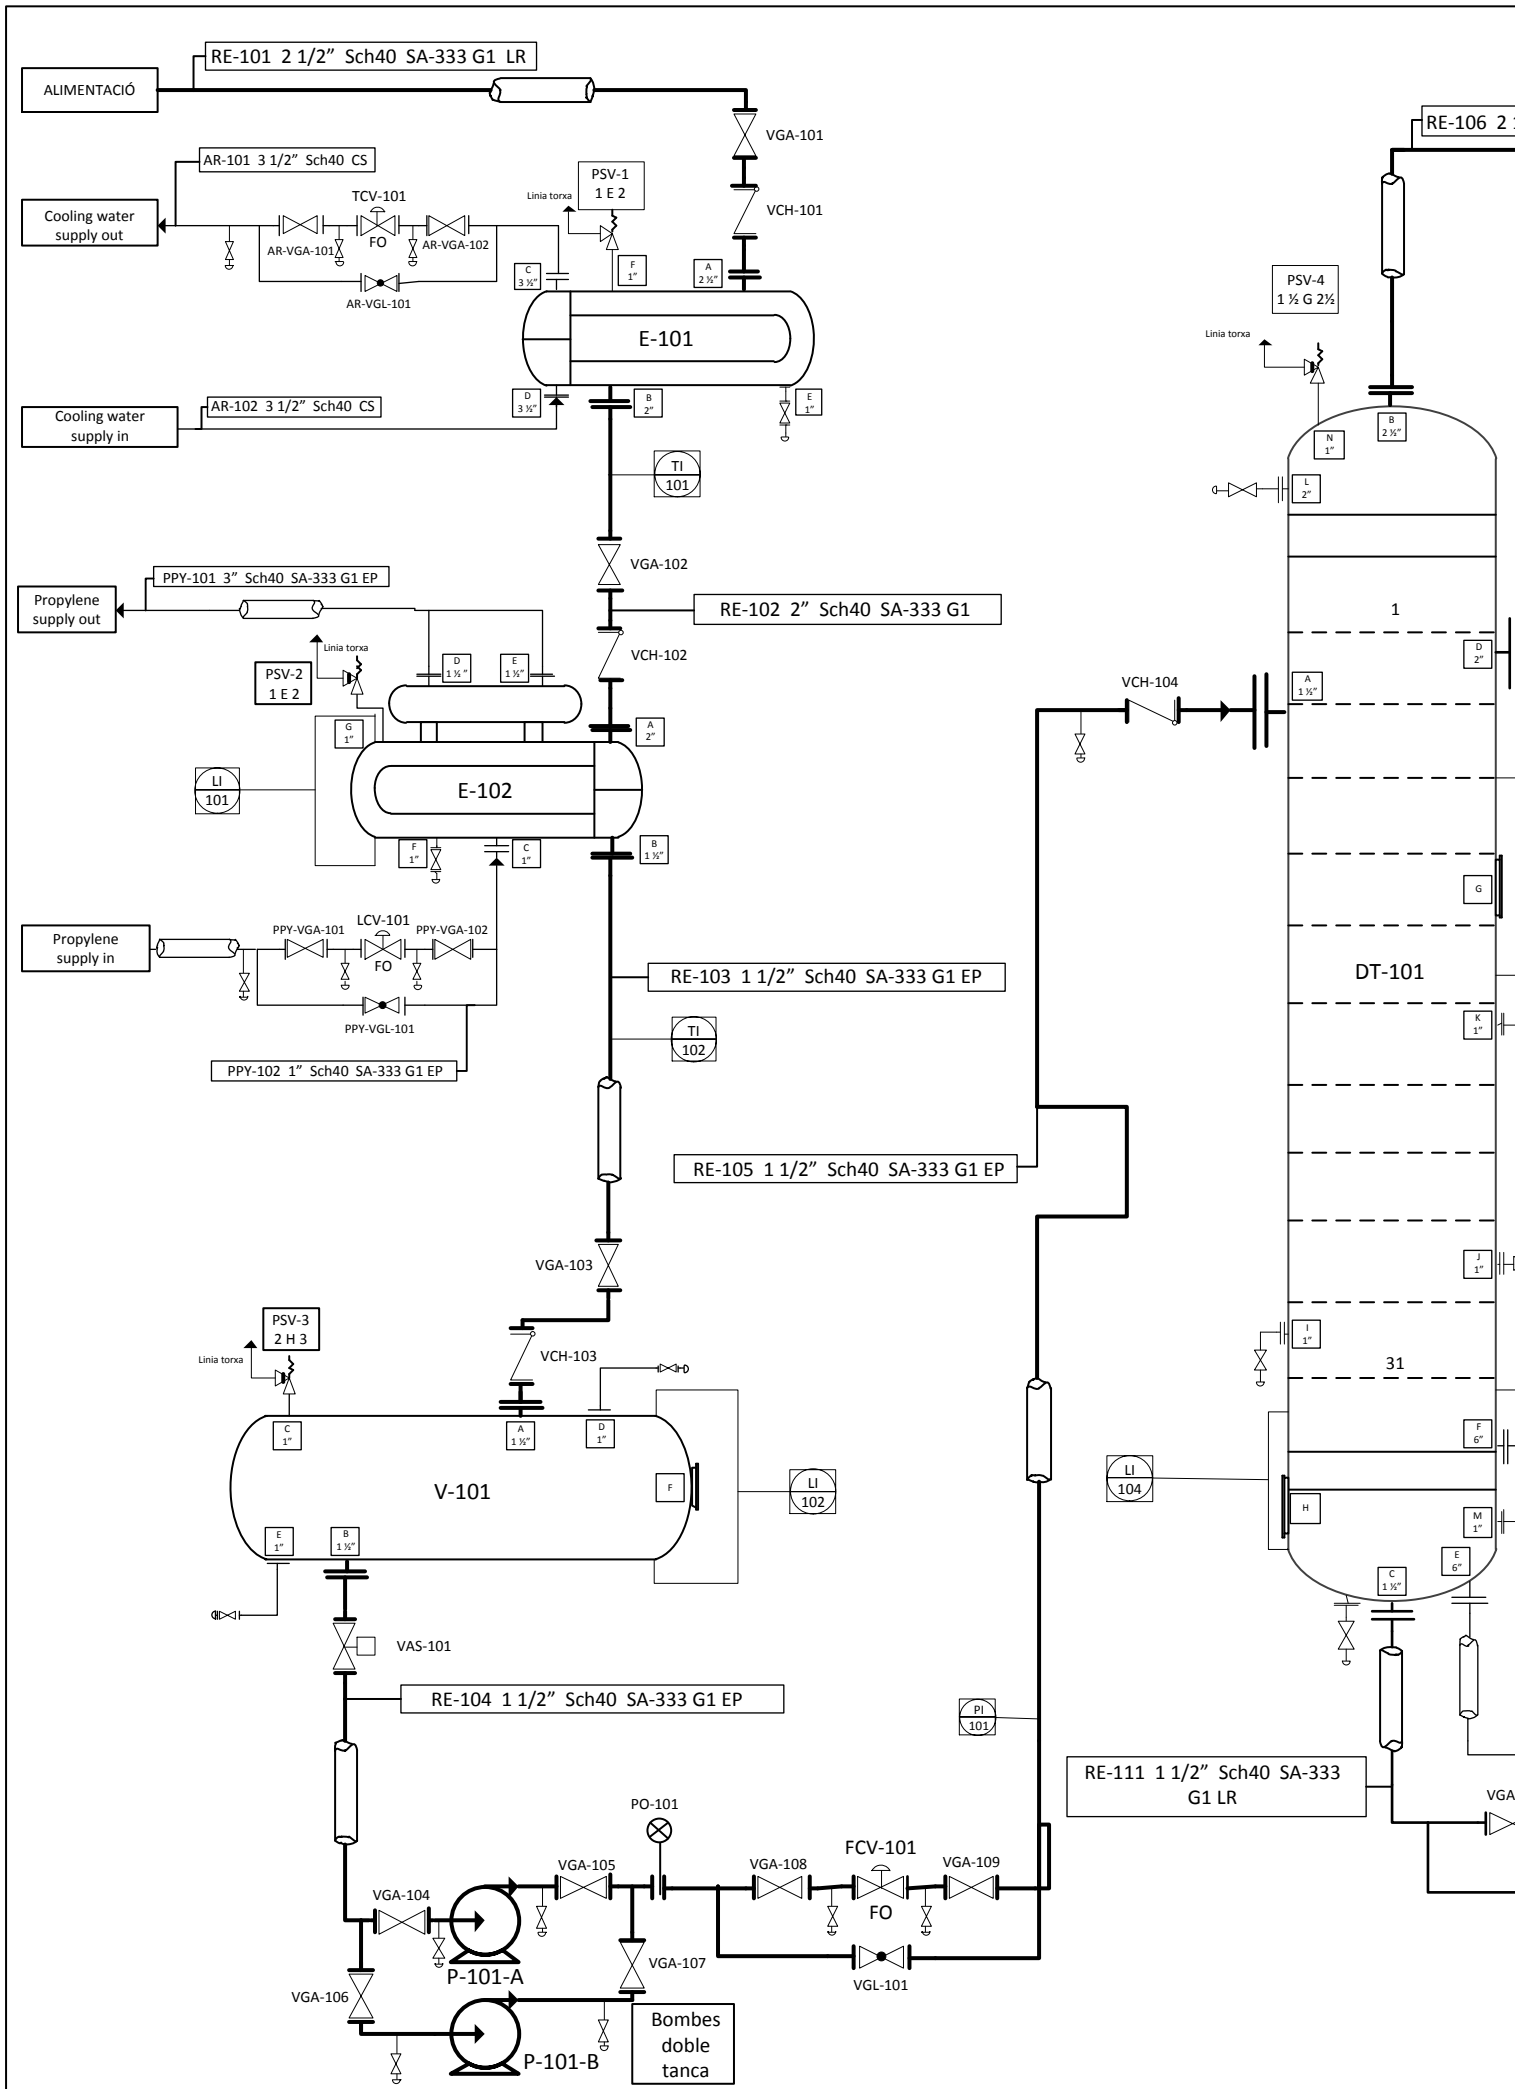 RE-101 2 1/2” Sch40 SA-333 G1 LR
ALIMENTACIÓ
VGA-101
RE-106 2
AR-101 3 1/2” Sch40 CS
PSV-1
1 E 2
Linia torxa
TCV-101
VCH-101
Cooling water
supply out
AR-VGA-101
FO
AR-VGA-102
C
3 ½”
F
1”
A
2 ½”
AR-VGL-101
PSV-4
1 ½ G 2½
E-101
Linia torxa
D
3 ½”
B
2”
E
1”
AR-102 3 1/2” Sch40 CS
Cooling water
supply in
B
2 ½”
N
1”
TI
101
L
2”
VGA-102
PPY-101 3” Sch40 SA-333 G1 EP
Propylene
supply out
RE-102 2” Sch40 SA-333 G1
1
Linia torxa
VCH-102
D
1 ½”
E
1 ½”
D
2”
PSV-2
1 E 2
VCH-104
A
1 ½”
G
1”
A
2”
LI
101
E-102
F
1”
C
1”
B
1 ½”
G
PPY-VGA-101
LCV-101
PPY-VGA-102
Propylene
supply in
FO
RE-103 1 1/2” Sch40 SA-333 G1 EP
DT-101
PPY-VGL-101
K
1”
TI
102
PPY-102 1” Sch40 SA-333 G1 EP
RE-105 1 1/2” Sch40 SA-333 G1 EP
VGA-103
J
1”
PSV-3
2 H 3
I
1”
Linia torxa
VCH-103
31
C
1”
A
1 ½”
D
1”
F
6”
V-101
F
LI
102
LI
104
H
M
1”
E
1”
B
1 ½”
E
6”
C
1 ½”
VAS-101
RE-104 1 1/2” Sch40 SA-333 G1 EP
PI
101
RE-111 1 1/2” Sch40 SA-333
G1 LR
VGA
PO-101
VGA-105
VGA-108
FCV-101
VGA-109
VGA-104
FO
P-101-A
VGA-107
VGL-101
VGA-106
P-101-B
Bombes
doble
tanca